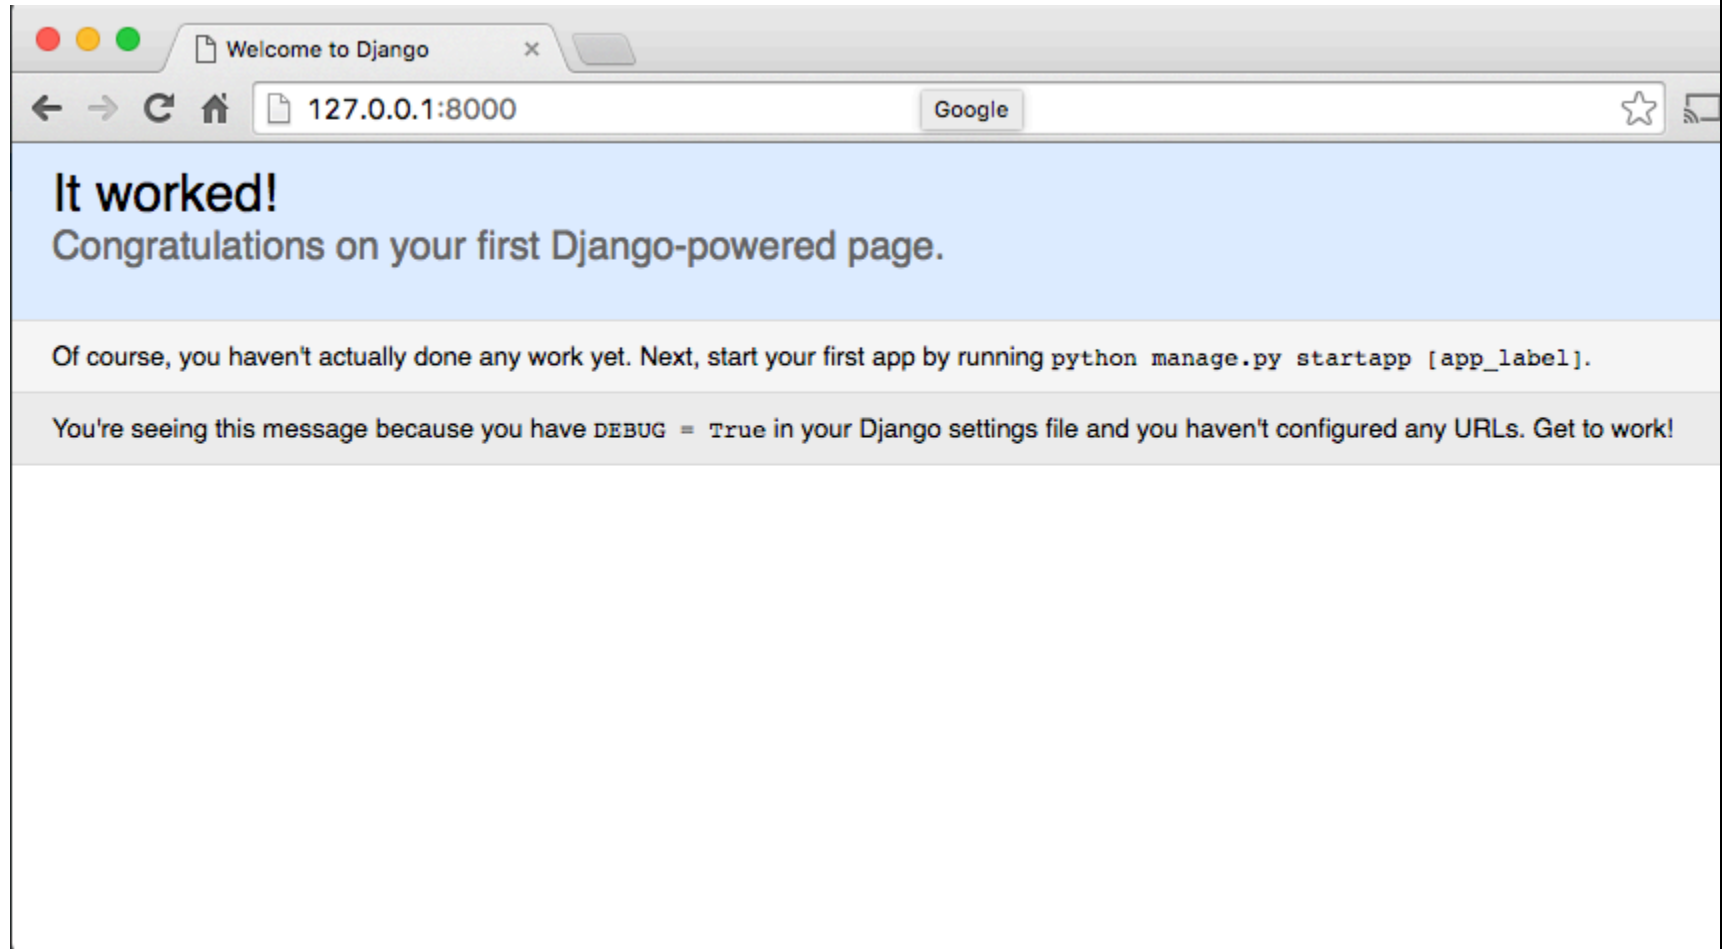 Welcome to Django
127.0.0.1:8000
Google
It worked!
Congratulations on your first Django-powered page.
Of course, you haven't actually done any work yet. Next, start your first app by running python manage.py startapp [app_label].
You're seeing this message because you have DEBUG = True in your Django settings file and you haven't configured any URLs. Get to work!